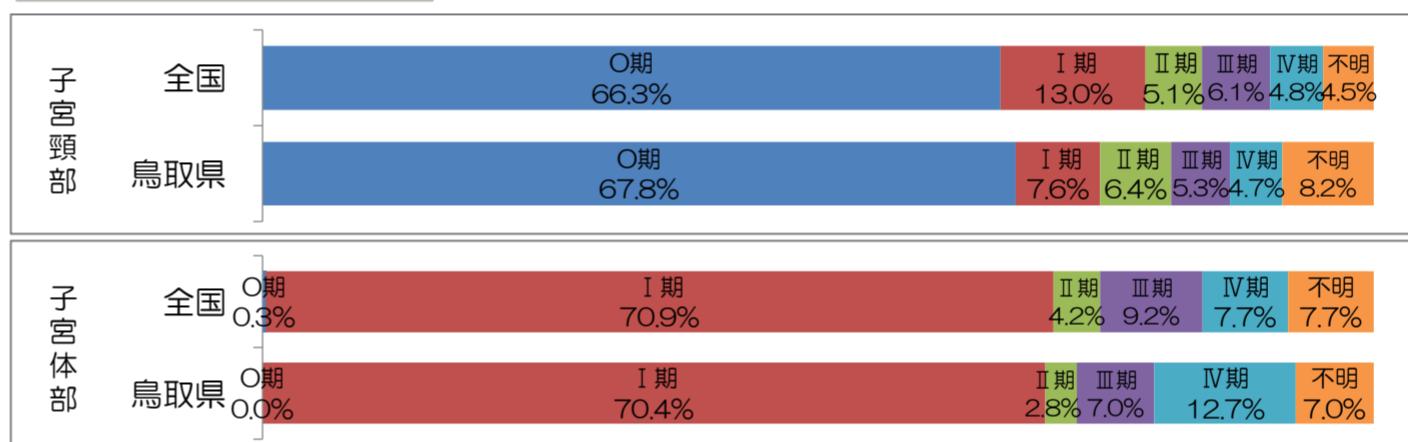 子宮頸部
全国
0期 Ⅰ期 Ⅱ期 Ⅲ期 Ⅳ期 不明
66.3% 13.0% 5.1% 6.1% 4.8% 4.5%
鳥取県
0期 Ⅰ期 Ⅱ期 Ⅲ期 Ⅳ期 不明
67.8% 7.6% 6.4% 5.3% 4.7% 8.2%
子宮体部
全国
0期 Ⅰ期 Ⅱ期 Ⅲ期 Ⅳ期 不明
0.3% 70.9% 4.2% 9.2% 7.7% 7.7%
鳥取県
0期 Ⅰ期 Ⅱ期 Ⅲ期 Ⅳ期 不明
0.0% 70.4% 2.8% 7.0% 12.7% 7.0%